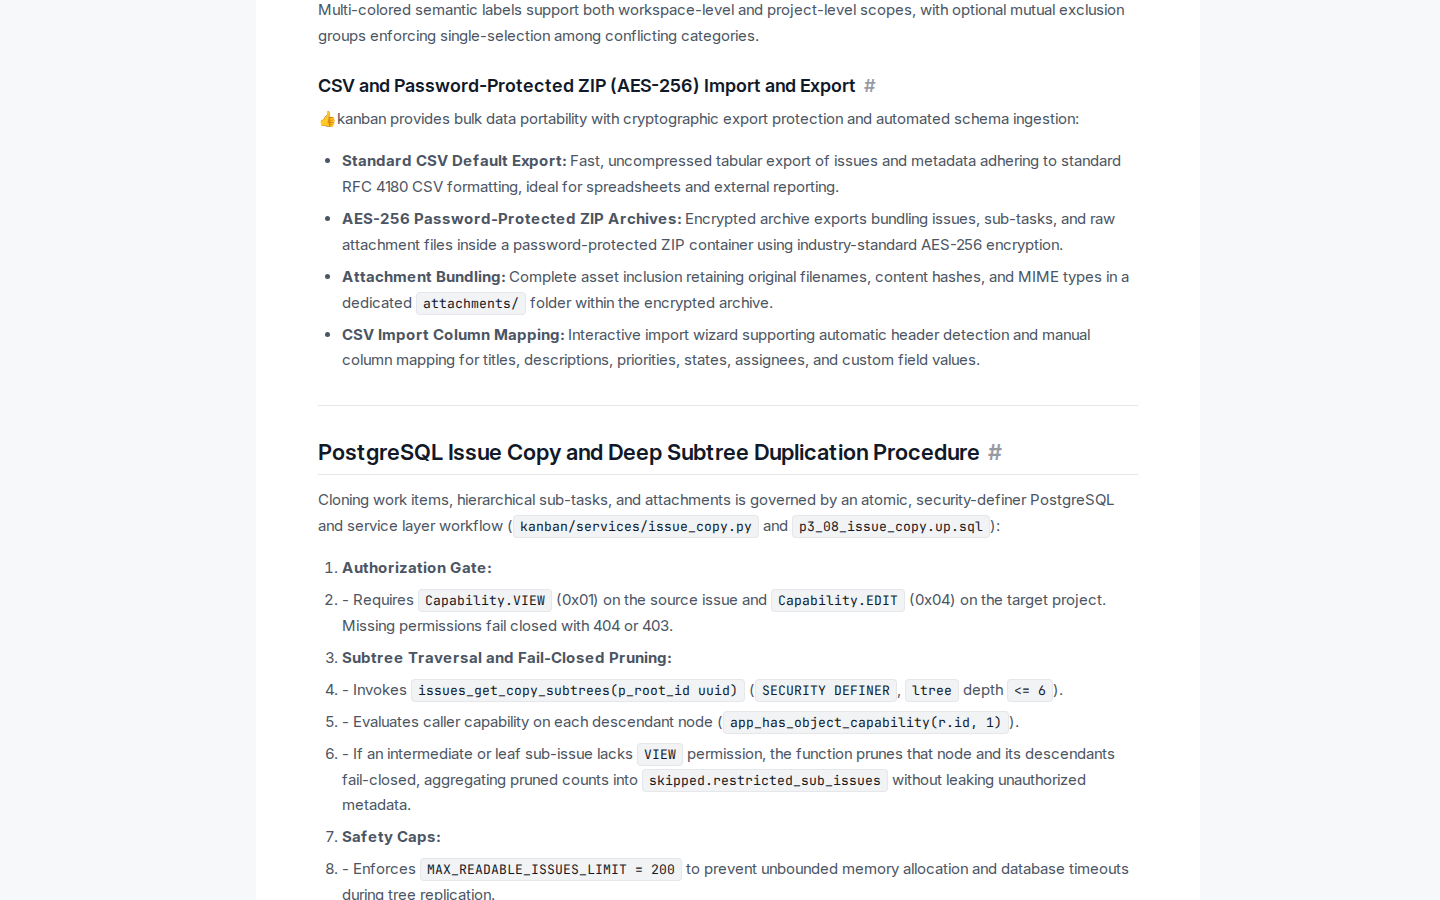 Multi-colored semantic labels support both workspace-level and project-level scopes, with optional mutual exclusion
groups enforcing single-selection among conflicting categories.
CSV and Password-Protected ZIP (AES-256) Import and Export #
👍kanban provides bulk data portability with cryptographic export protection and automated schema ingestion:
• Standard CSV Default Export: Fast, uncompressed tabular export of issues and metadata adhering to standard
RFC 4180 CSV formatting, ideal for spreadsheets and external reporting.
• AES-256 Password-Protected ZIP Archives: Encrypted archive exports bundling issues, sub-tasks, and raw
attachment files inside a password-protected ZIP container using industry-standard AES-256 encryption.
• Attachment Bundling: Complete asset inclusion retaining original filenames, content hashes, and MIME types in a
dedicated attachments/ folder within the encrypted archive.
• CSV Import Column Mapping: Interactive import wizard supporting automatic header detection and manual
column mapping for titles, descriptions, priorities, states, assignees, and custom field values.
PostgreSQL Issue Copy and Deep Subtree Duplication Procedure #
Cloning work items, hierarchical sub-tasks, and attachments is governed by an atomic, security-definer PostgreSQL
and service layer workflow (kanban/services/issue_copy.py and p3_08_issue_copy.up.sql):
1. Authorization Gate:
2. - Requires Capability.VIEW (0x01) on the source issue and Capability.EDIT (0x04) on the target project.
Missing permissions fail closed with 404 or 403.
3. Subtree Traversal and Fail-Closed Pruning:
4. - Invokes issues_get_copy_subtrees(p_root_id uuid) (SECURITY DEFINER, ltree depth <= 6).
5. - Evaluates caller capability on each descendant node (app_has_object_capability(r.id, 1)).
6. - If an intermediate or leaf sub-issue lacks VIEW permission, the function prunes that node and its descendants
fail-closed, aggregating pruned counts into skipped.restricted_sub_issues without leaking unauthorized
metadata.
7. Safety Caps:
8. - Enforces MAX_READABLE_ISSUES_LIMIT = 200 to prevent unbounded memory allocation and database timeouts
during tree replication.